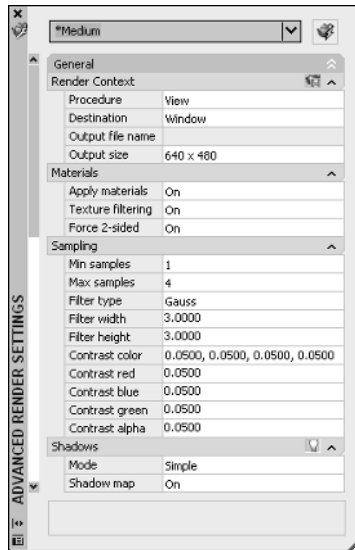 *Medium
General
Render Context
Procedure View
Destination Window
Output file name
Output size 640 x 480
Materials
Apply materials On
Texture filtering On
Force 2-sided On
Sampling
Min samples 1
Max samples 4
Filter type Gauss
Filter width 3.0000
Filter height 3.0000
Contrast color 0.0500, 0.0500, 0.0500, 0.0500
Contrast red 0.0500
Contrast blue 0.0500
Contrast green 0.0500
Contrast alpha 0.0500
Shadows
Mode Simple
Shadow map On
ADVANCED RENDER SETTINGS